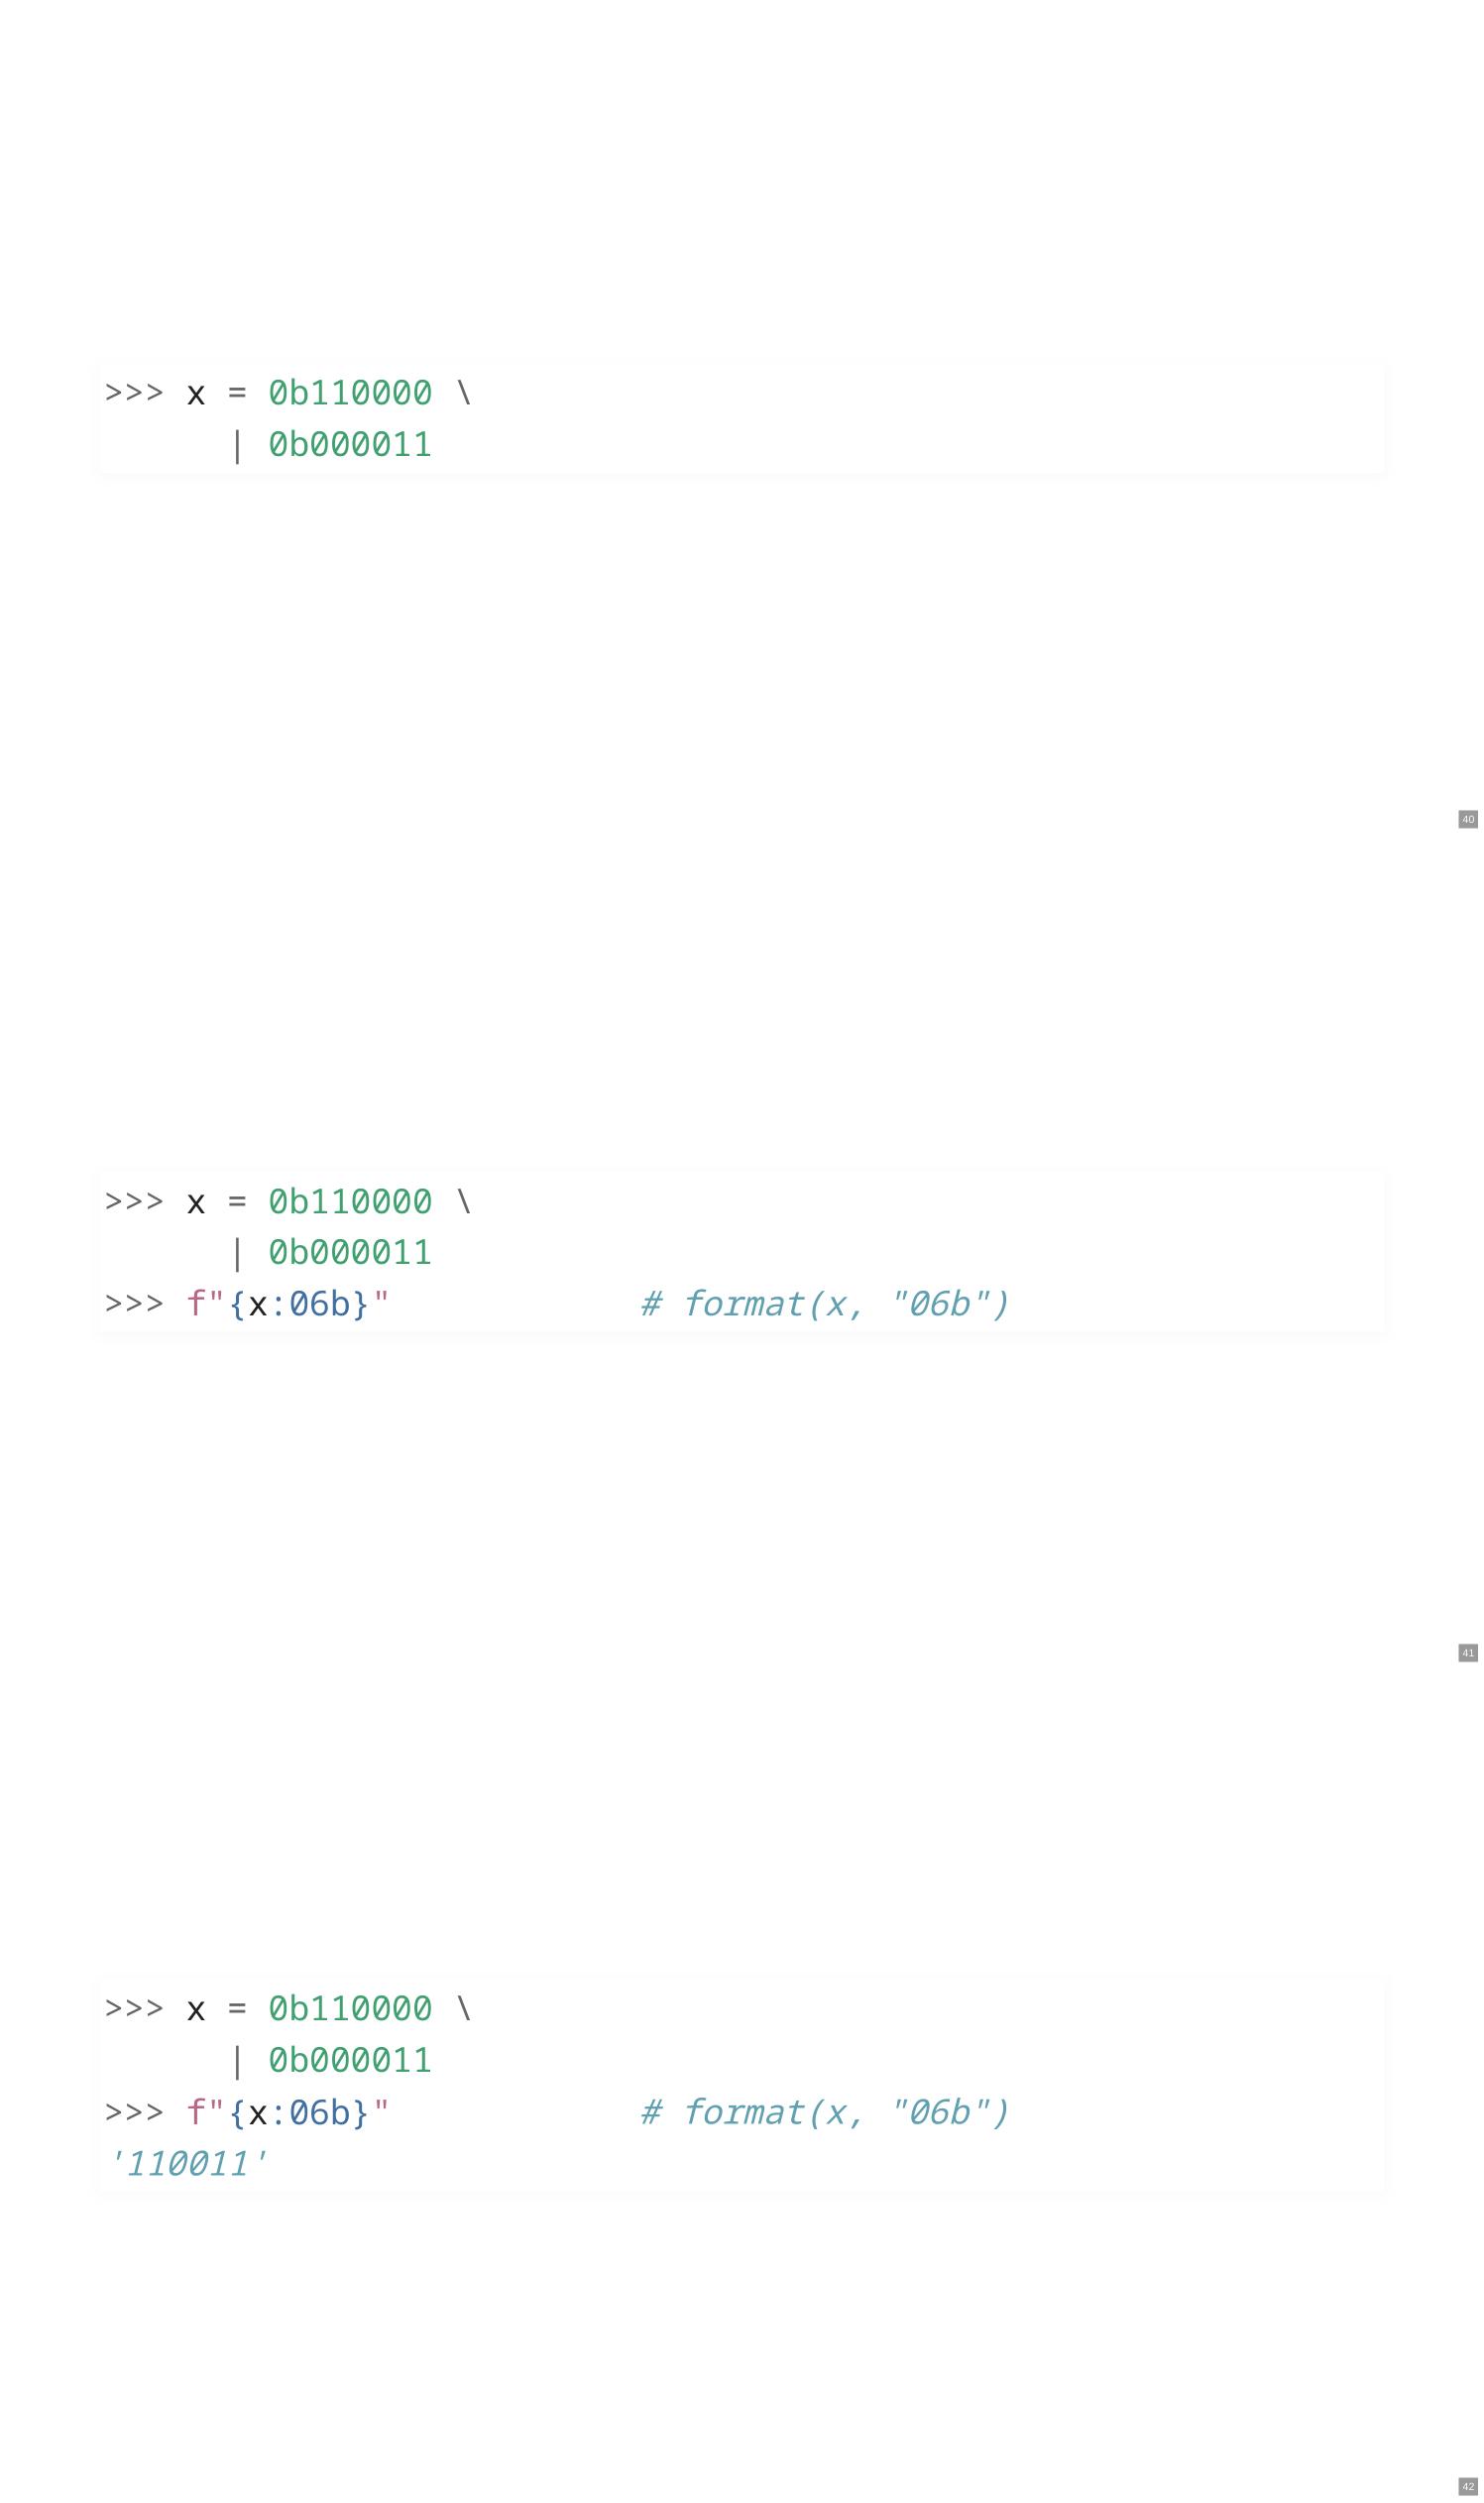 >>> x = 0b110000 \
      | 0b000011
40
>>> x = 0b110000 \
      | 0b000011
>>> f"{x:06b}"            # format(x, "06b")
41
>>> x = 0b110000 \
      | 0b000011
>>> f"{x:06b}"            # format(x, "06b")
'110011'
42